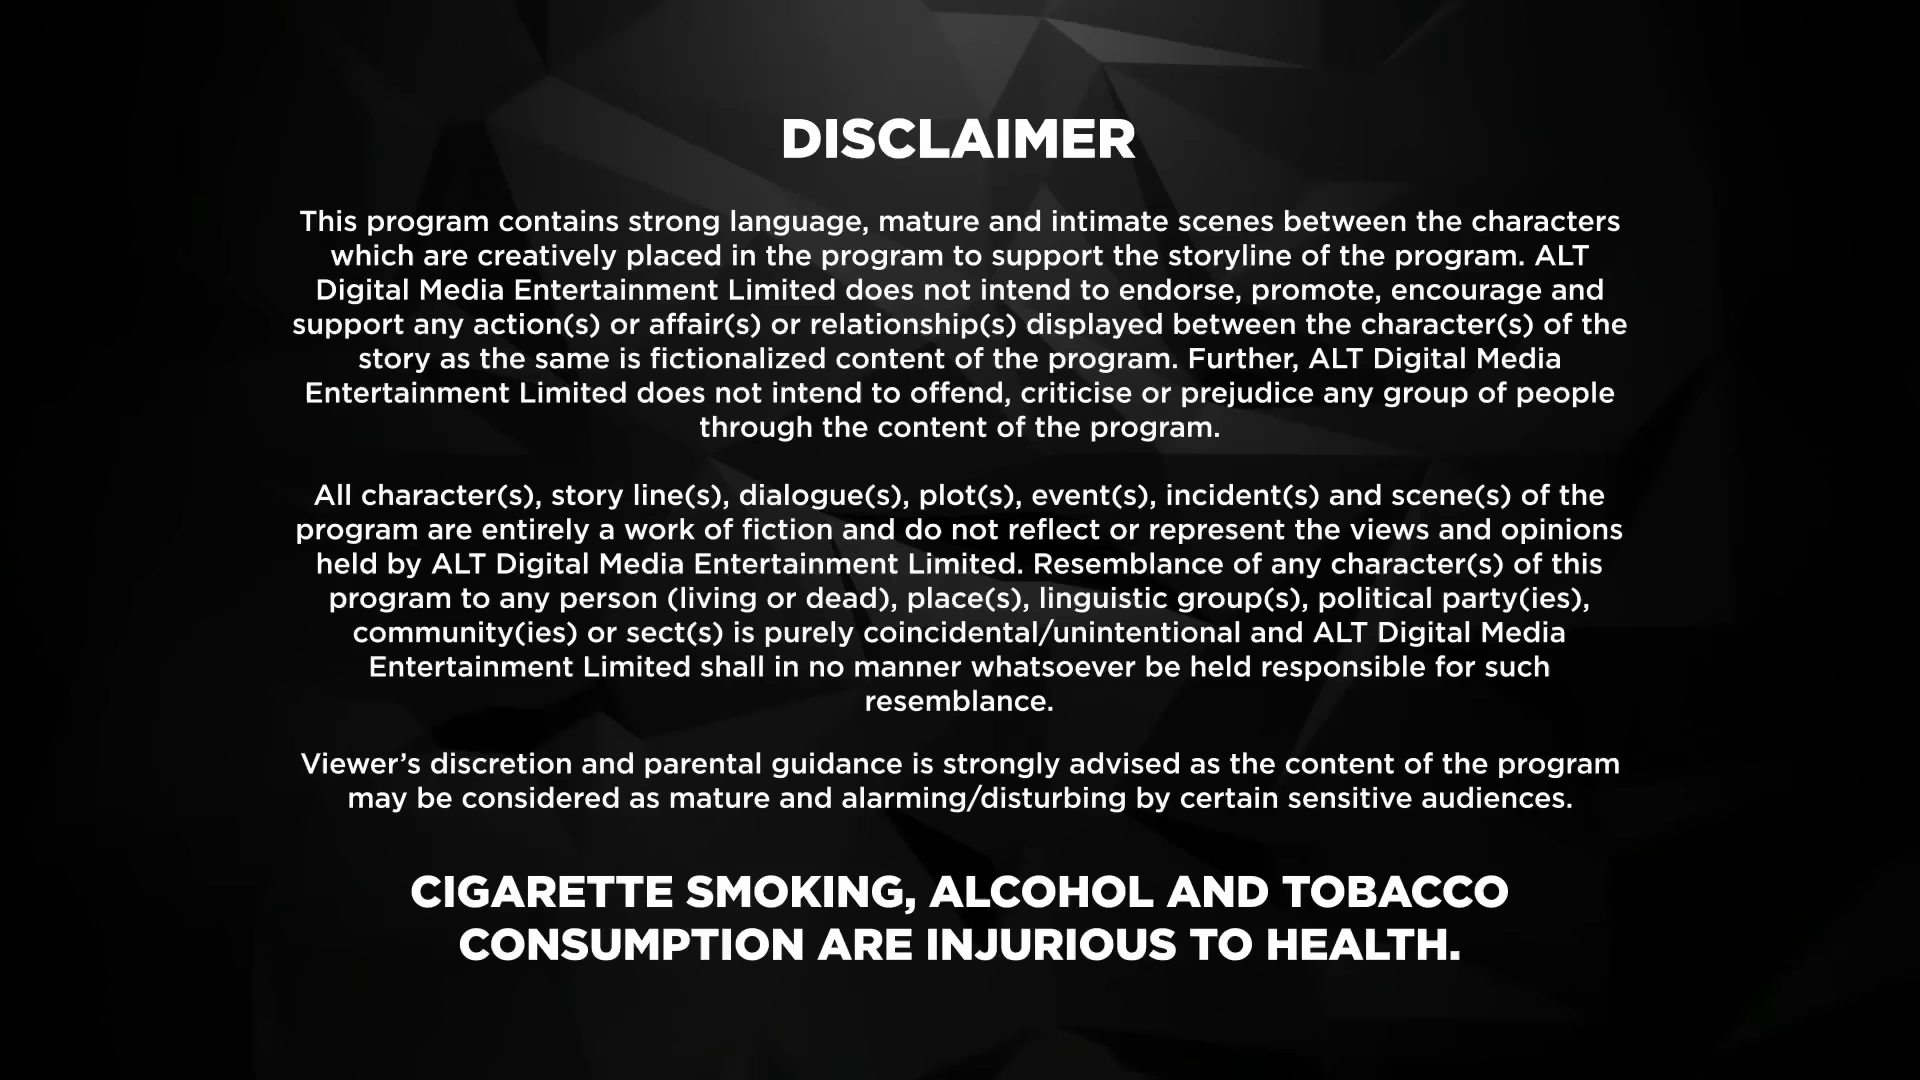 DISCLAIMER
This program contains strong language, mature and intimate scenes between the characters
which are creatively placed in the program to support the storyline of the program. ALT
Digital Media Entertainment Limited does not intend to endorse, promote, encourage and
support any action(s) or affair(s) or relationship(s) displayed between the character(s) of the
story as the same is fictionalized content of the program. Further, ALT Digital Media
Entertainment Limited does not intend to offend, criticise or prejudice any group of people
through the content of the program.
All character(s), story line(s), dialogue(s), plot(s), event(s), incident(s) and scene(s) of the
program are entirely a work of fiction and do not reflect or represent the views and opinions
held by ALT Digital Media Entertainment Limited. Resemblance of any character(s) of this
program to any person (living or dead), place(s), linguistic group(s), political party(ies),
community(ies) or sect(s) is purely coincidental/unintentional and ALT Digital Media
Entertainment Limited shall in no manner whatsoever be held responsible for such
resemblance.
Viewer’s discretion and parental guidance is strongly advised as the content of the program
may be considered as mature and alarming/disturbing by certain sensitive audiences.
CIGARETTE SMOKING, ALCOHOL AND TOBACCO
CONSUMPTION ARE INJURIOUS TO HEALTH.